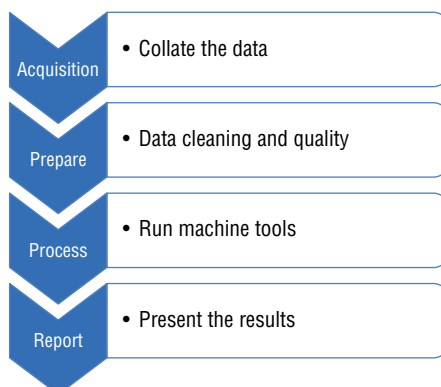 Acquisition
• Collate the data
Prepare
• Data cleaning and quality
Process
• Run machine tools
Report
• Present the results